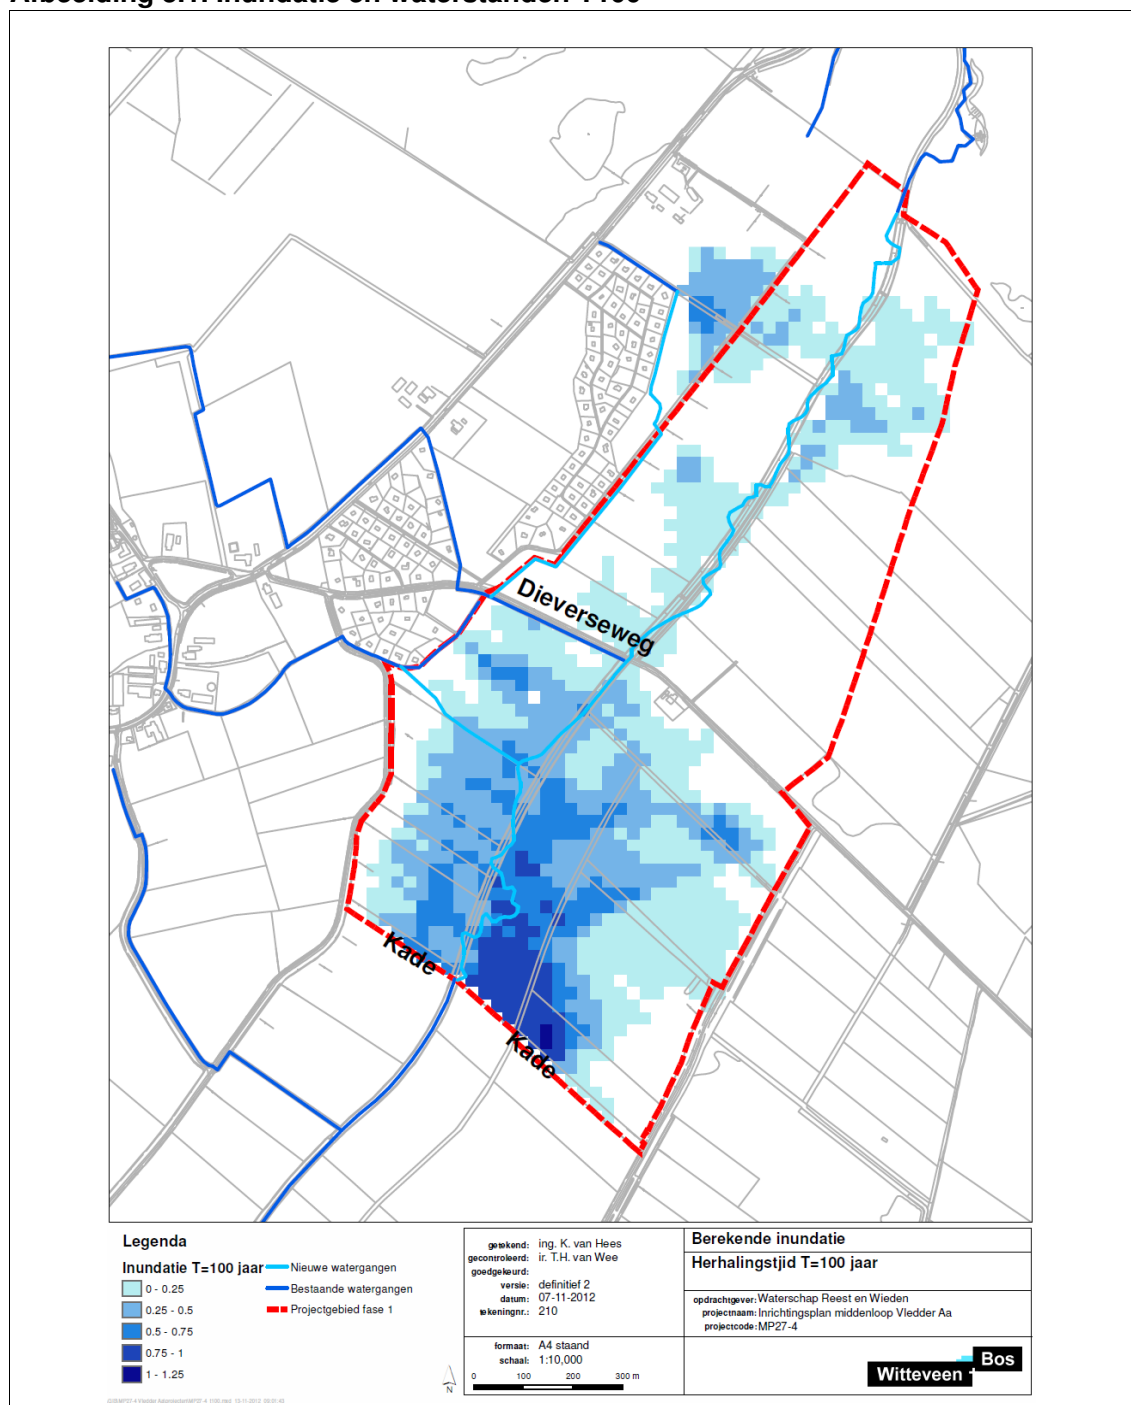 Dieverseweg
Kade
Kade
Legenda
Inundatie T=100 jaar
0 - 0.25
0.25 - 0.5
0.5 - 0.75
0.75 - 1
1 - 1.25
Nieuwe watergangen
Bestaande watergangen
Projectgebied fase 1
getekend: ing. K. van Hees
gecontroleerd: ir. T.H. van Wee
goedgekeurd:
versie: definitief 2
datum: 07-11-2012
tekeningnr.: 210
formaat: A4 staand
schaal: 1:10,000
0 100 200 300 m
N
Berekende inundatie
Herhalingstijd T=100 jaar
opdrachtgever: Waterschap Reest en Wieden
projectnaam: Inrichtingsplan middenloop Vledder Aa
projectcode: MP27-4
Witteveen + Bos